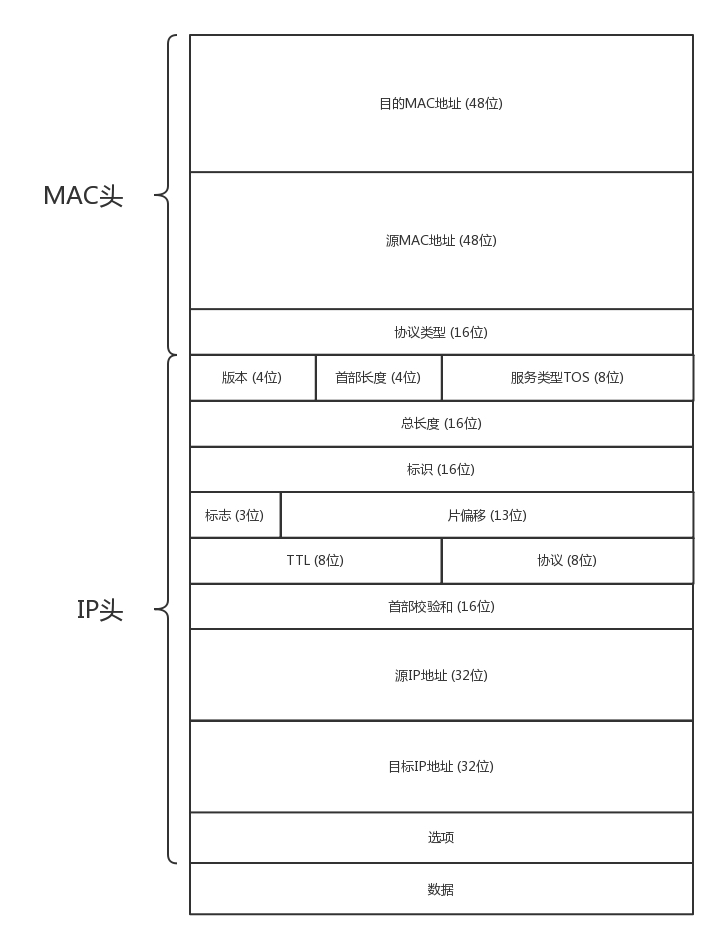 目的MAC地址 (48位)
MAC头
源MAC地址 (48位)
协议类型 (16位)
版本 (4位)
首部长度 (4位)
服务类型TOS (8位)
总长度 (16位)
标识 (16位)
标志 (3位)
片偏移 (13位)
TTL (8位)
协议 (8位)
IP头
首部校验和 (16位)
源IP地址 (32位)
目标IP地址 (32位)
选项
数据